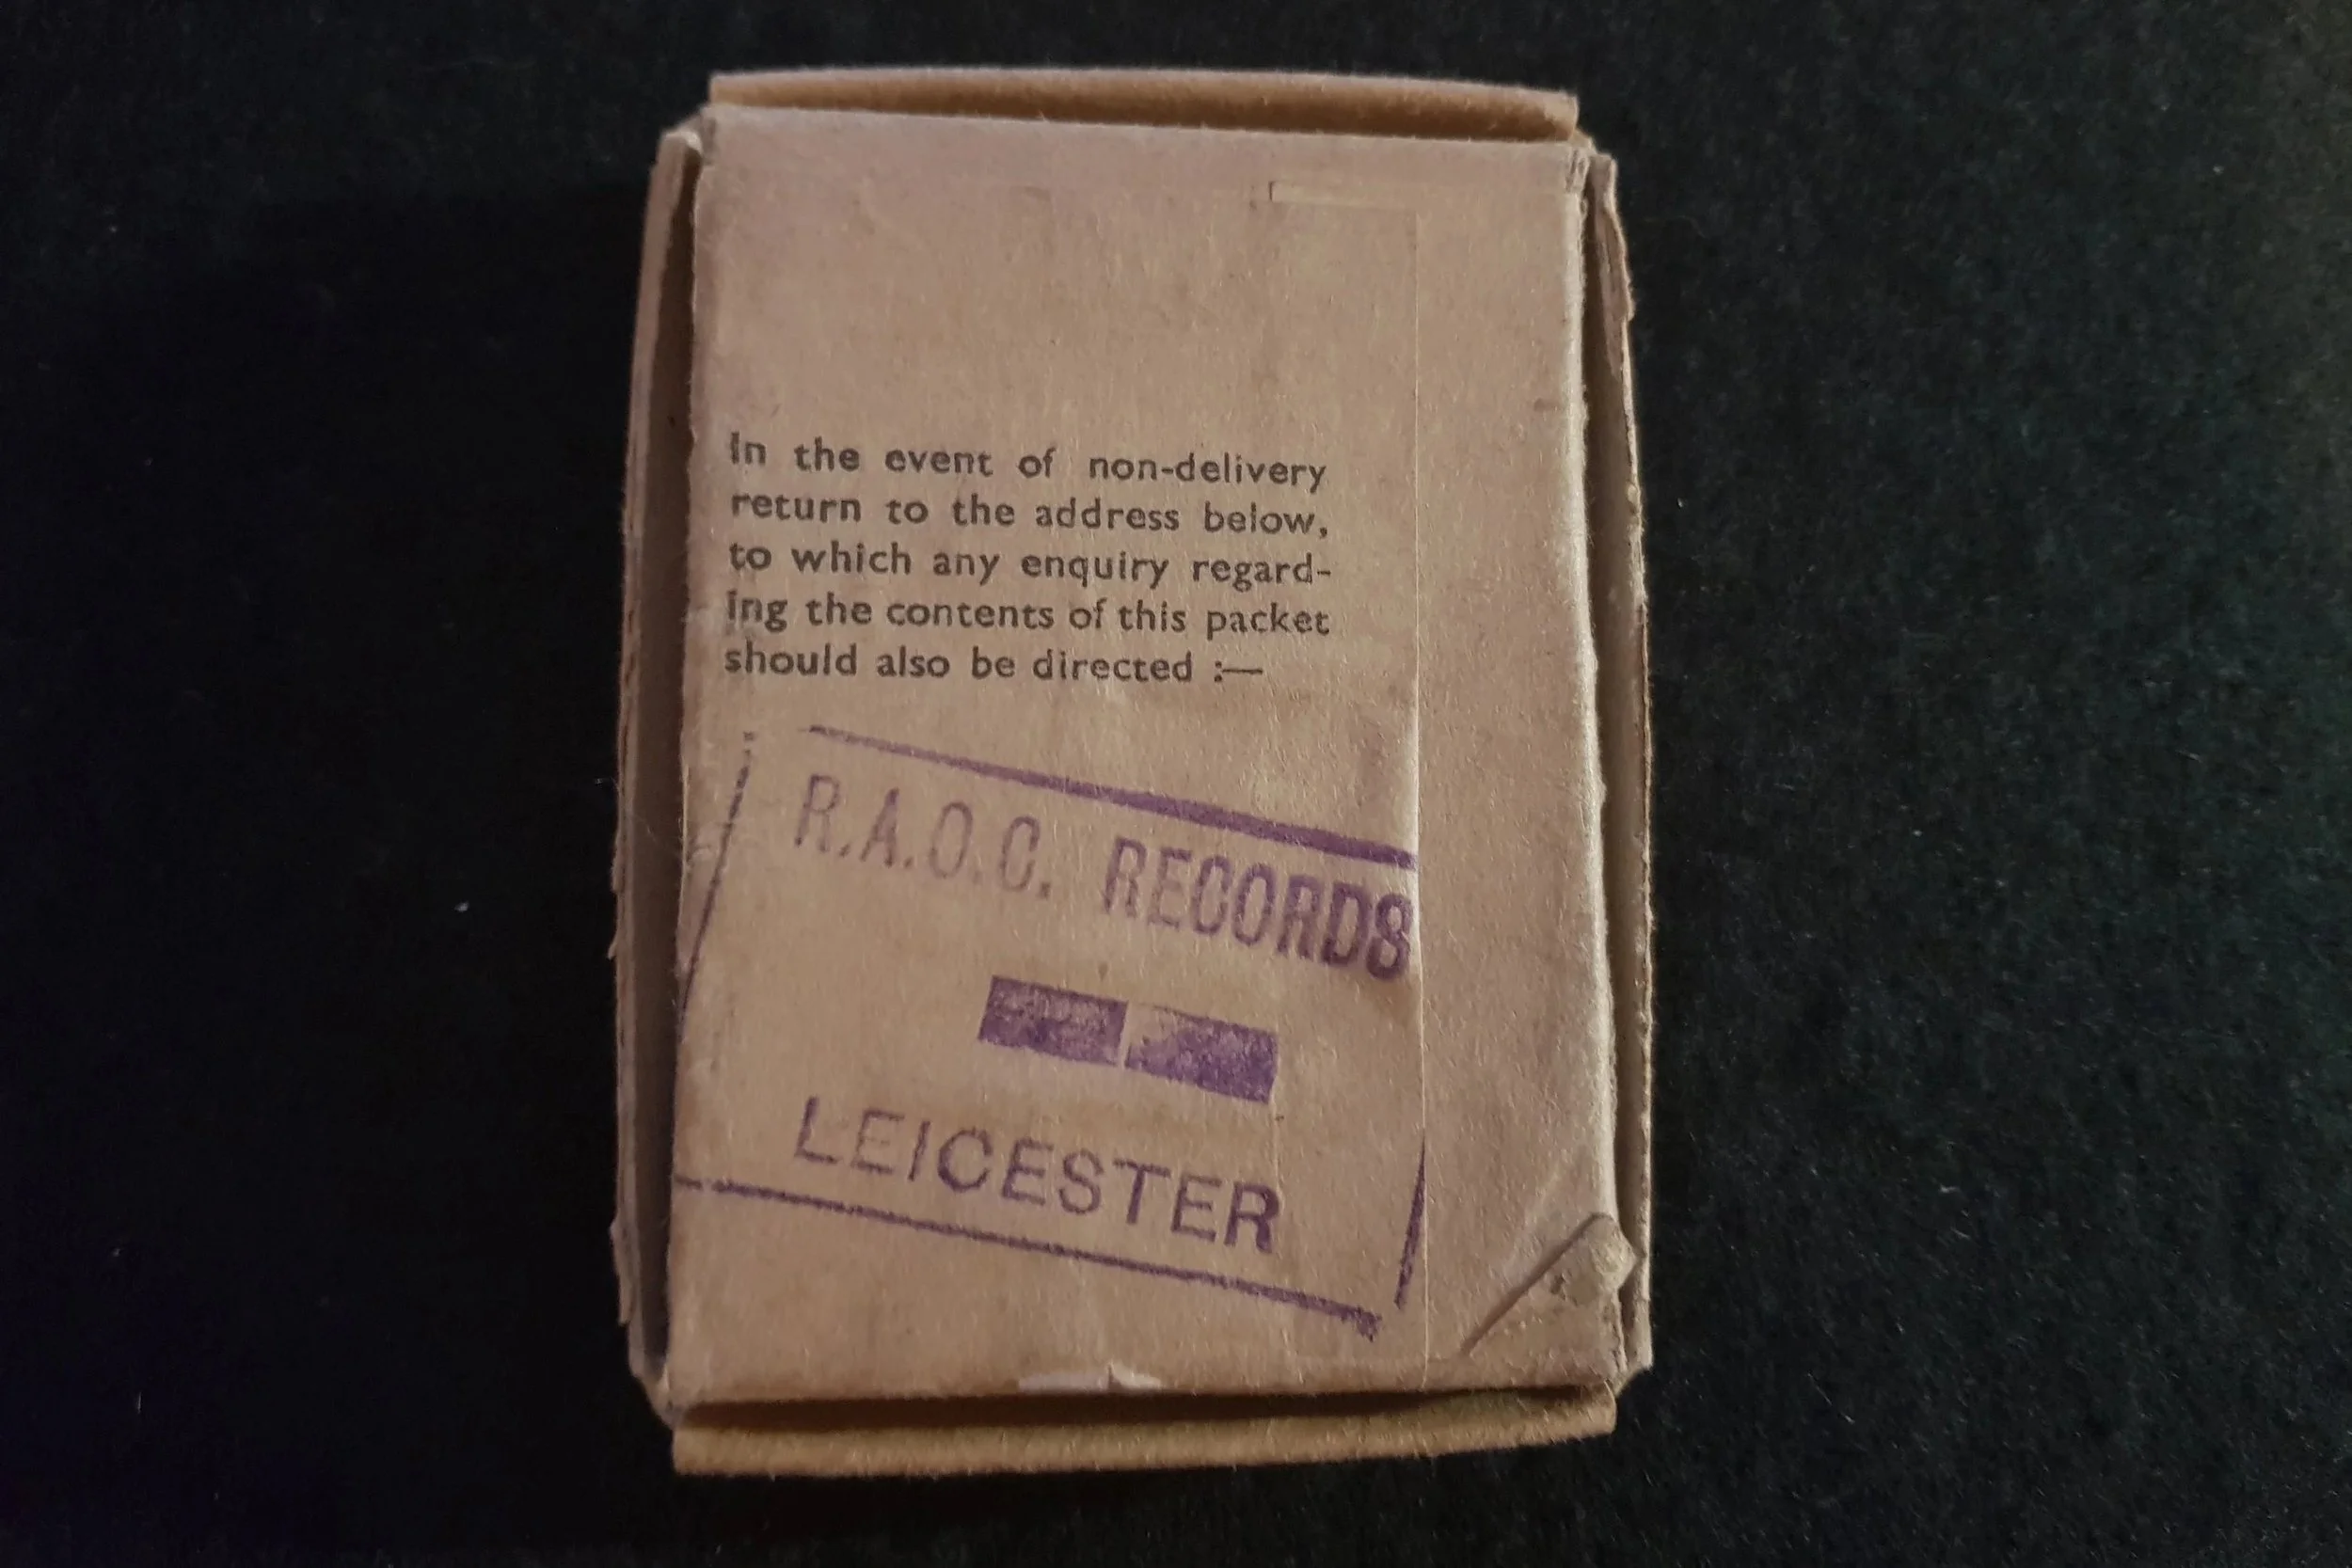 In the event of non-delivery
return to the address below,
to which any enquiry regard-
ing the contents of this packet
should also be directed :—
R.A.O.C. RECORDS
LEICESTER